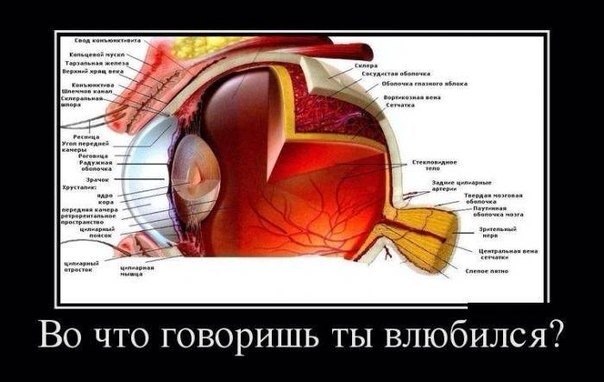 Свод конъюнктивита
Кольцевой мускл
Тарзальная железа
Верхний хрящ века
Конъюнктива
Шлеммов канал
Склеральная
шпора
Ресница
Угол передней
камеры
Роговица
Радужная
оболочка
Зрачок
Хрусталик:
ядро
кора
передняя камера
ретролентальное
пространство
цилиарный
поясок
цилиарный
отросток
цилиарная
мышца
Склера
Сосудистая оболочка
Оболочка глазного яблока
Вортикозная вена
Сетчатка
Стекловидное
тело
Задние цилиарные
артерии
Твердая мозговая
оболочка
Паутинная
оболочка мозга
Зрительный
нерв
Центральная вена
сетчатки
Слепое пятно
Во что говоришь ты влюбился?